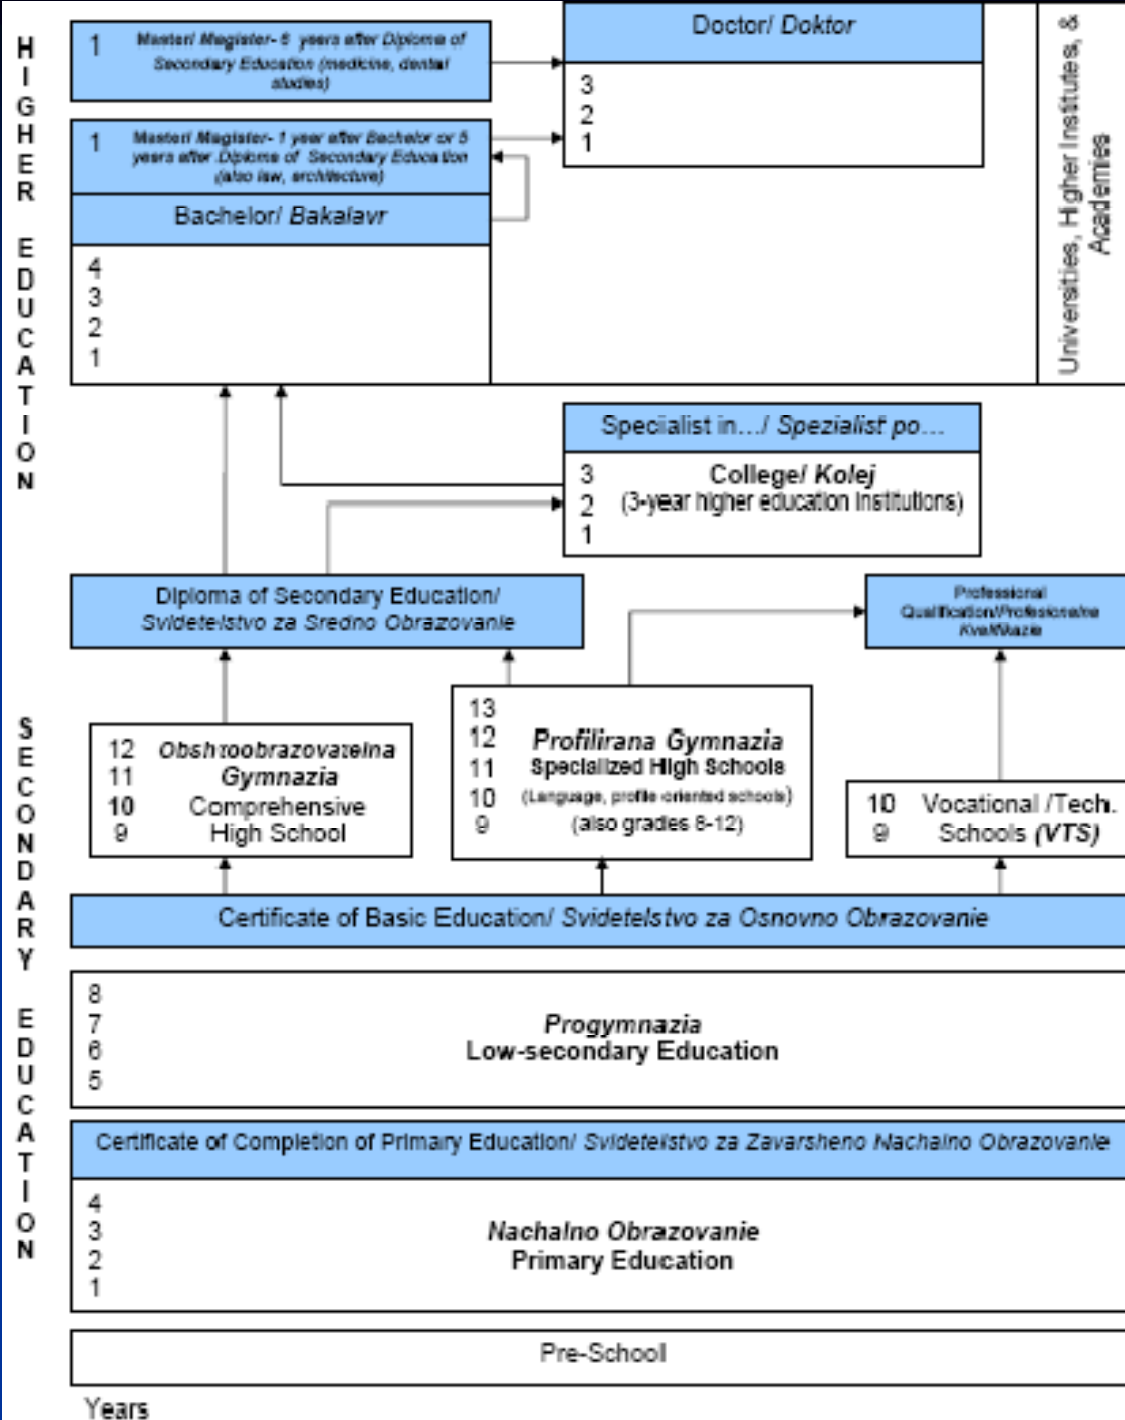 HIGHER EDUCATION
1
Master/ Magister- 6 years after Diploma of
Secondary Education (medicine, dental
studies)
Doctor/ Doktor
3
2
1
Universities, Higher Institutes, &
Academies
1
Master/ Magister- 1 year after Bachelor or 5
years after Diploma of Secondary Education
(also law, architecture)
Bachelor/ Bakalavr
4
3
2
1
Specialist in.../ Spezialist po...
3
2
1
College/ Kolej
(3-year higher education institutions)
Diploma of Secondary Education/
Svidetelstvo za Sredno Obrazovanie
Professional
Qualification/Profesionalna
Kvalifikazia
SECONDARY EDUCATION
12
11
10
9
Obshtoobrazovatelna
Gymnazia
Comprehensive
High School
13
12
11
10
9
Profilirana Gymnazia
Specialized High Schools
(Language, profile-oriented schools)
(also grades 8-12)
10
9
Vocational /Tech.
Schools (VTS)
Certificate of Basic Education/ Svidetelstvo za Osnovno Obrazovanie
8
7
6
5
Progymnazia
Low-secondary Education
Certificate of Completion of Primary Education/ Svidetelstvo za Zavarsheno Nachalno Obrazovanie
4
3
2
1
Nachalno Obrazovanie
Primary Education
Pre-School
Years